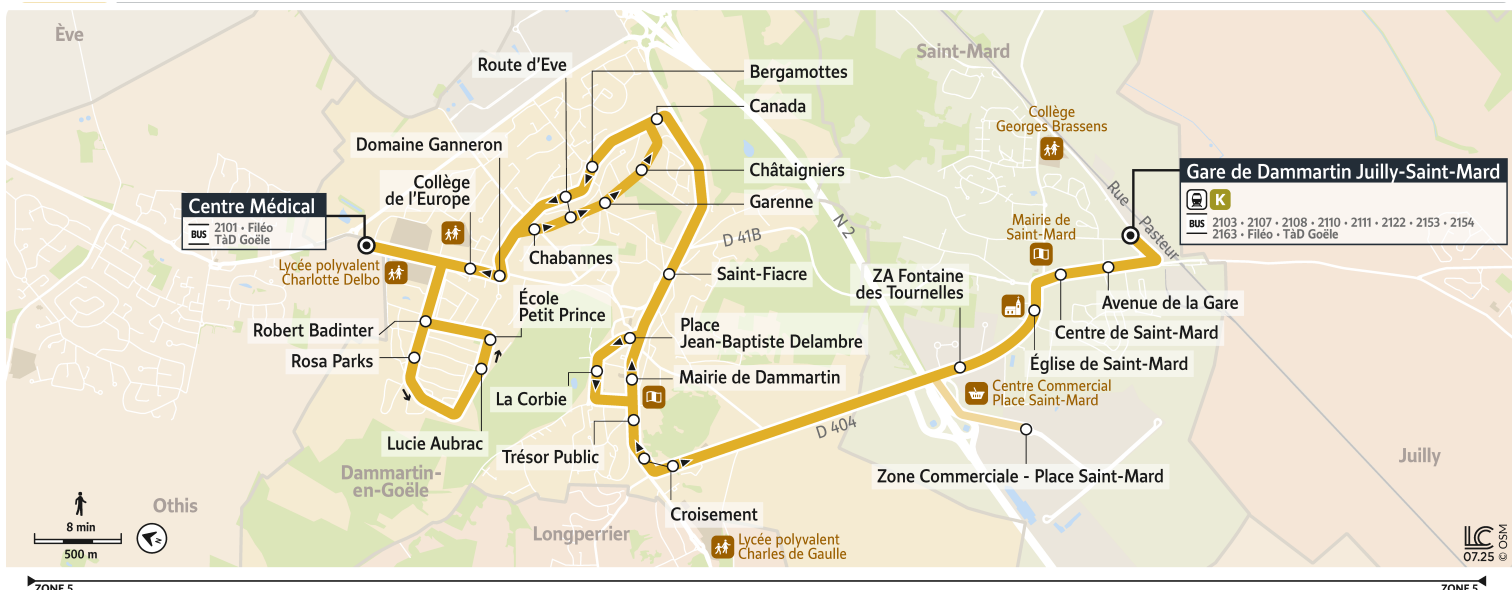 Ève
Saint-Mard
Route d'Eve
Bergamottes
Canada
Collège
Georges Brassens
Domaine Ganneron
Châtaigniers
Gare de Dammartin Juilly-Saint-Mard
K
BUS
2103 • 2107 • 2108 • 2110 • 2111 • 2122 • 2153 • 2154
2163 • Filéo • TàD Goële
Collège
de l'Europe
Rue Pasteur
Centre Médical
BUS
2101 • Filéo
TàD Goële
Garenne
N 2
Mairie de
Saint-Mard
D 41B
Chabannes
Lycée polyvalent
Charlotte Delbo
Saint-Fiacre
ZA Fontaine
des Tournelles
École
Petit Prince
Avenue de la Gare
Robert Badinter
Place
Jean-Baptiste Delambre
Centre de Saint-Mard
Rosa Parks
Église de Saint-Mard
Mairie de Dammartin
La Corbie
Centre Commercial
Place Saint-Mard
D 404
Lucie Aubrac
Trésor Public
Juilly
Dammartin-
en-Goële
Zone Commerciale - Place Saint-Mard
Othis
Croisement
8 min
500 m
N
Longperrier
Lycée polyvalent
Charles de Gaulle
LC
07.25
© OSM
ZONE 5
ZONE 5